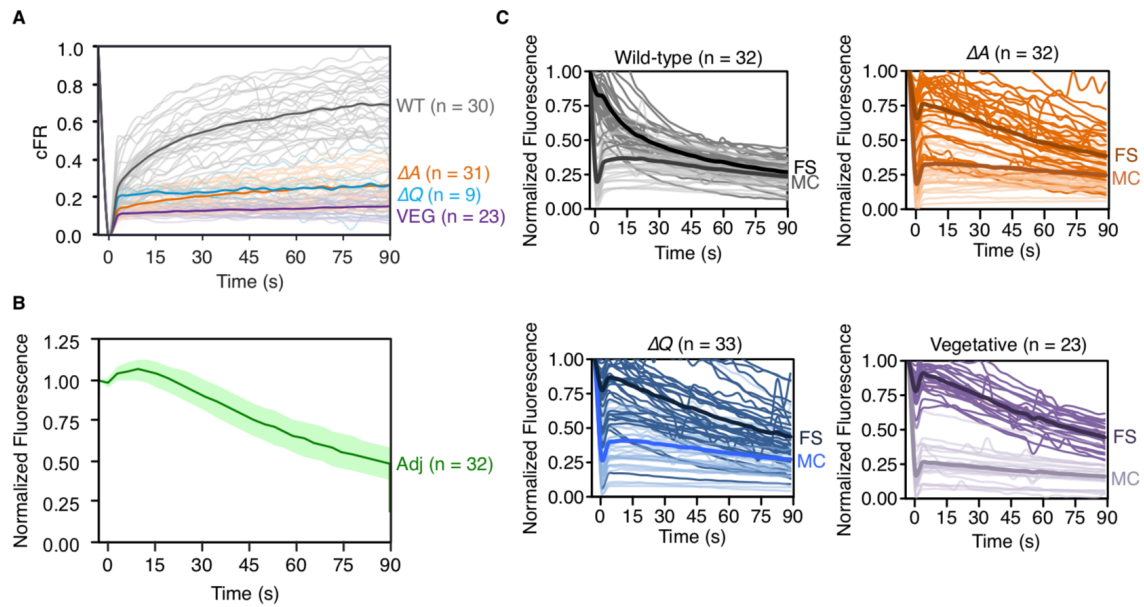 A
cFR
1.0
0.8
0.6
0.4
0.2
0.0
0
15
30
45
60
75
90
Time (s)
WT (n = 30)
ΔA (n = 31)
ΔQ (n = 9)
VEG (n = 23)
B
Normalized Fluorescence
1.25
1.00
0.75
0.50
0.25
0.00
0
15
30
45
60
75
90
Time (s)
Adj (n = 32)
C
Wild-type (n = 32)
Normalized Fluorescence
1.00
0.75
0.50
0.25
0.00
0
15
30
45
60
75
90
Time (s)
FS
MC
ΔA (n = 32)
Normalized Fluorescence
1.00
0.75
0.50
0.25
0.00
0
15
30
45
60
75
90
Time (s)
FS
MC
ΔQ (n = 33)
Normalized Fluorescence
1.00
0.75
0.50
0.25
0.00
0
15
30
45
60
75
90
Time (s)
FS
MC
Vegetative (n = 23)
Normalized Fluorescence
1.00
0.75
0.50
0.25
0.00
0
15
30
45
60
75
90
Time (s)
FS
MC